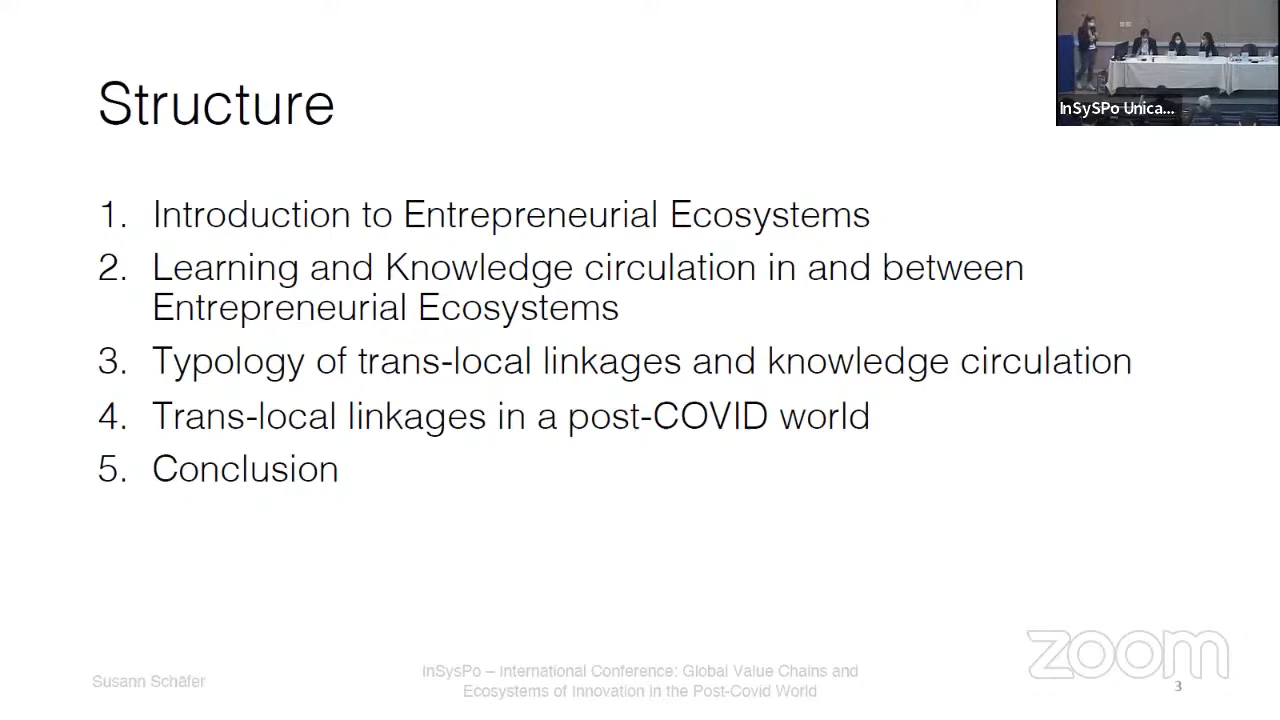 Structure
InSySPo Unica...
1. Introduction to Entrepreneurial Ecosystems
2. Learning and Knowledge circulation in and between
Entrepreneurial Ecosystems
3. Typology of trans-local linkages and knowledge circulation
4. Trans-local linkages in a post-COVID world
5. Conclusion
Susann Schäfer
InSysPo – International Conference: Global Value Chains and
Ecosystems of Innovation in the Post-Covid World
zoom
3